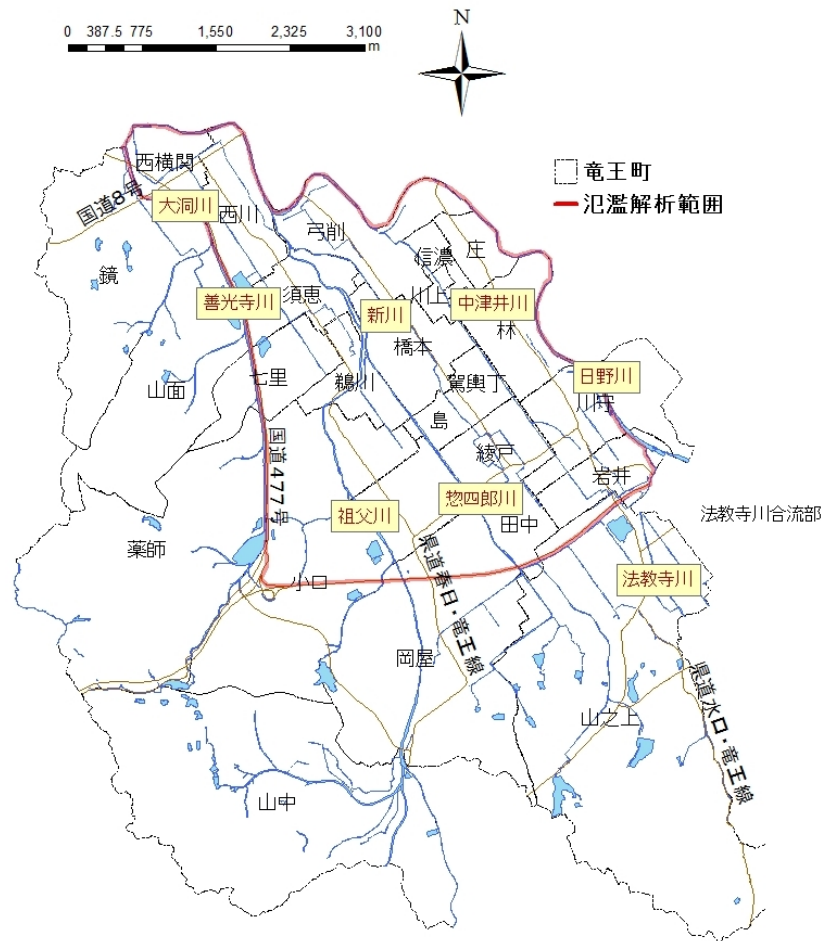 N
0 387.5 775 1,550 2,325 3,100
m
竜王町
氾濫解析範囲
西横関
国道8号
大洞川
西川
弓削
庄
信濃
鏡
善光寺川
須恵
川上
新川
中津井川
林
橋本
山面
七里
鵜川
駕輿丁
日野川
川守
島
綾戸
国道477号
岩井
祖父川
惣四郎川
田中
法教寺川合流部
薬師
県道春日・竜王線
小口
法教寺川
岡屋
県道水口・竜王線
山之上
山中